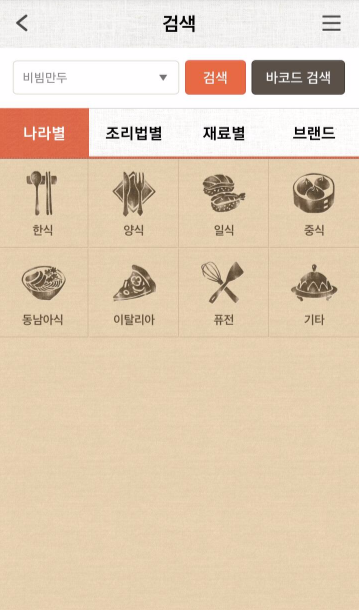 검색
비빔만두 검색 바코드 검색
나라별 조리법별 재료별 브랜드
한식 양식 일식 중식
동남아식 이탈리아 퓨전 기타